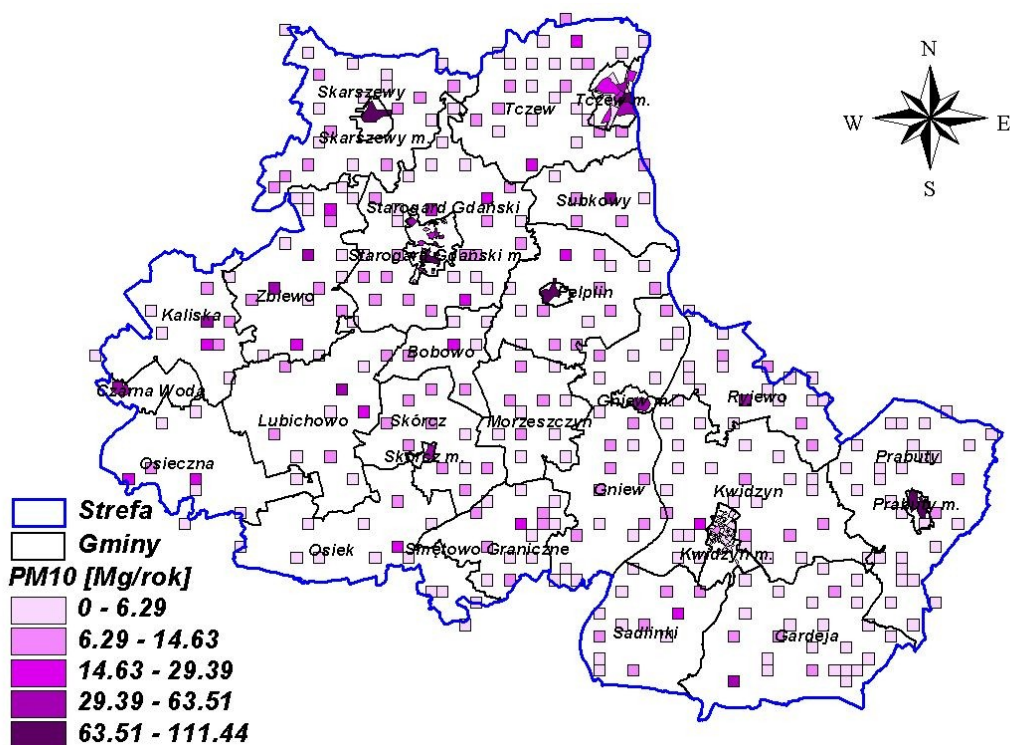 N
W E
S
Skarszewy
Skarszewy m.
Tczew
Tczew m.
Starogard Gdański
Subkowy
Starogard Gdański m
Zblewo
Pelplin
Kaliska
Bobowo
Czarna Woda
Gniew m.
Ryjewo
Lubichowo
Skórcz
Morzeszczyn
Skórcz m.
Prabuty
Osieczna
Gniew
Kwidzyn
Prabuty m.
Osiek
Smętowo Graniczne
Kwidzyn m.
Sadlinki
Gardeja
Strefa
Gminy
PM10 [Mg/rok]
0 - 6.29
6.29 - 14.63
14.63 - 29.39
29.39 - 63.51
63.51 - 111.44